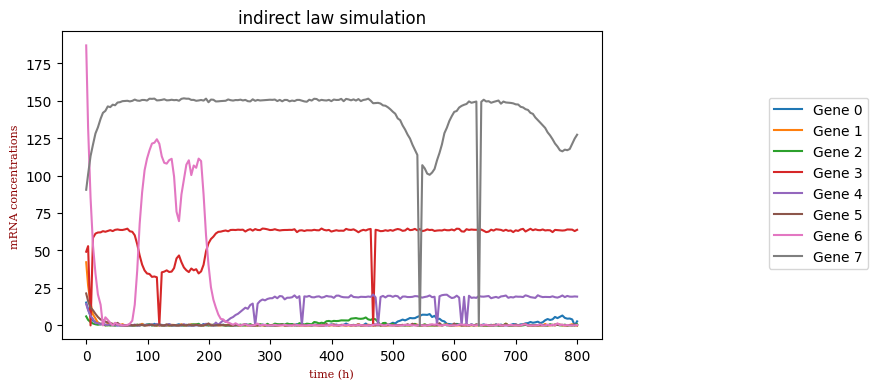 indirect law simulation
mRNA concentrations
175
150
125
100
75
50
25
0
0 100 200 300 400 500 600 700 800
time (h)
Gene 0
Gene 1
Gene 2
Gene 3
Gene 4
Gene 5
Gene 6
Gene 7